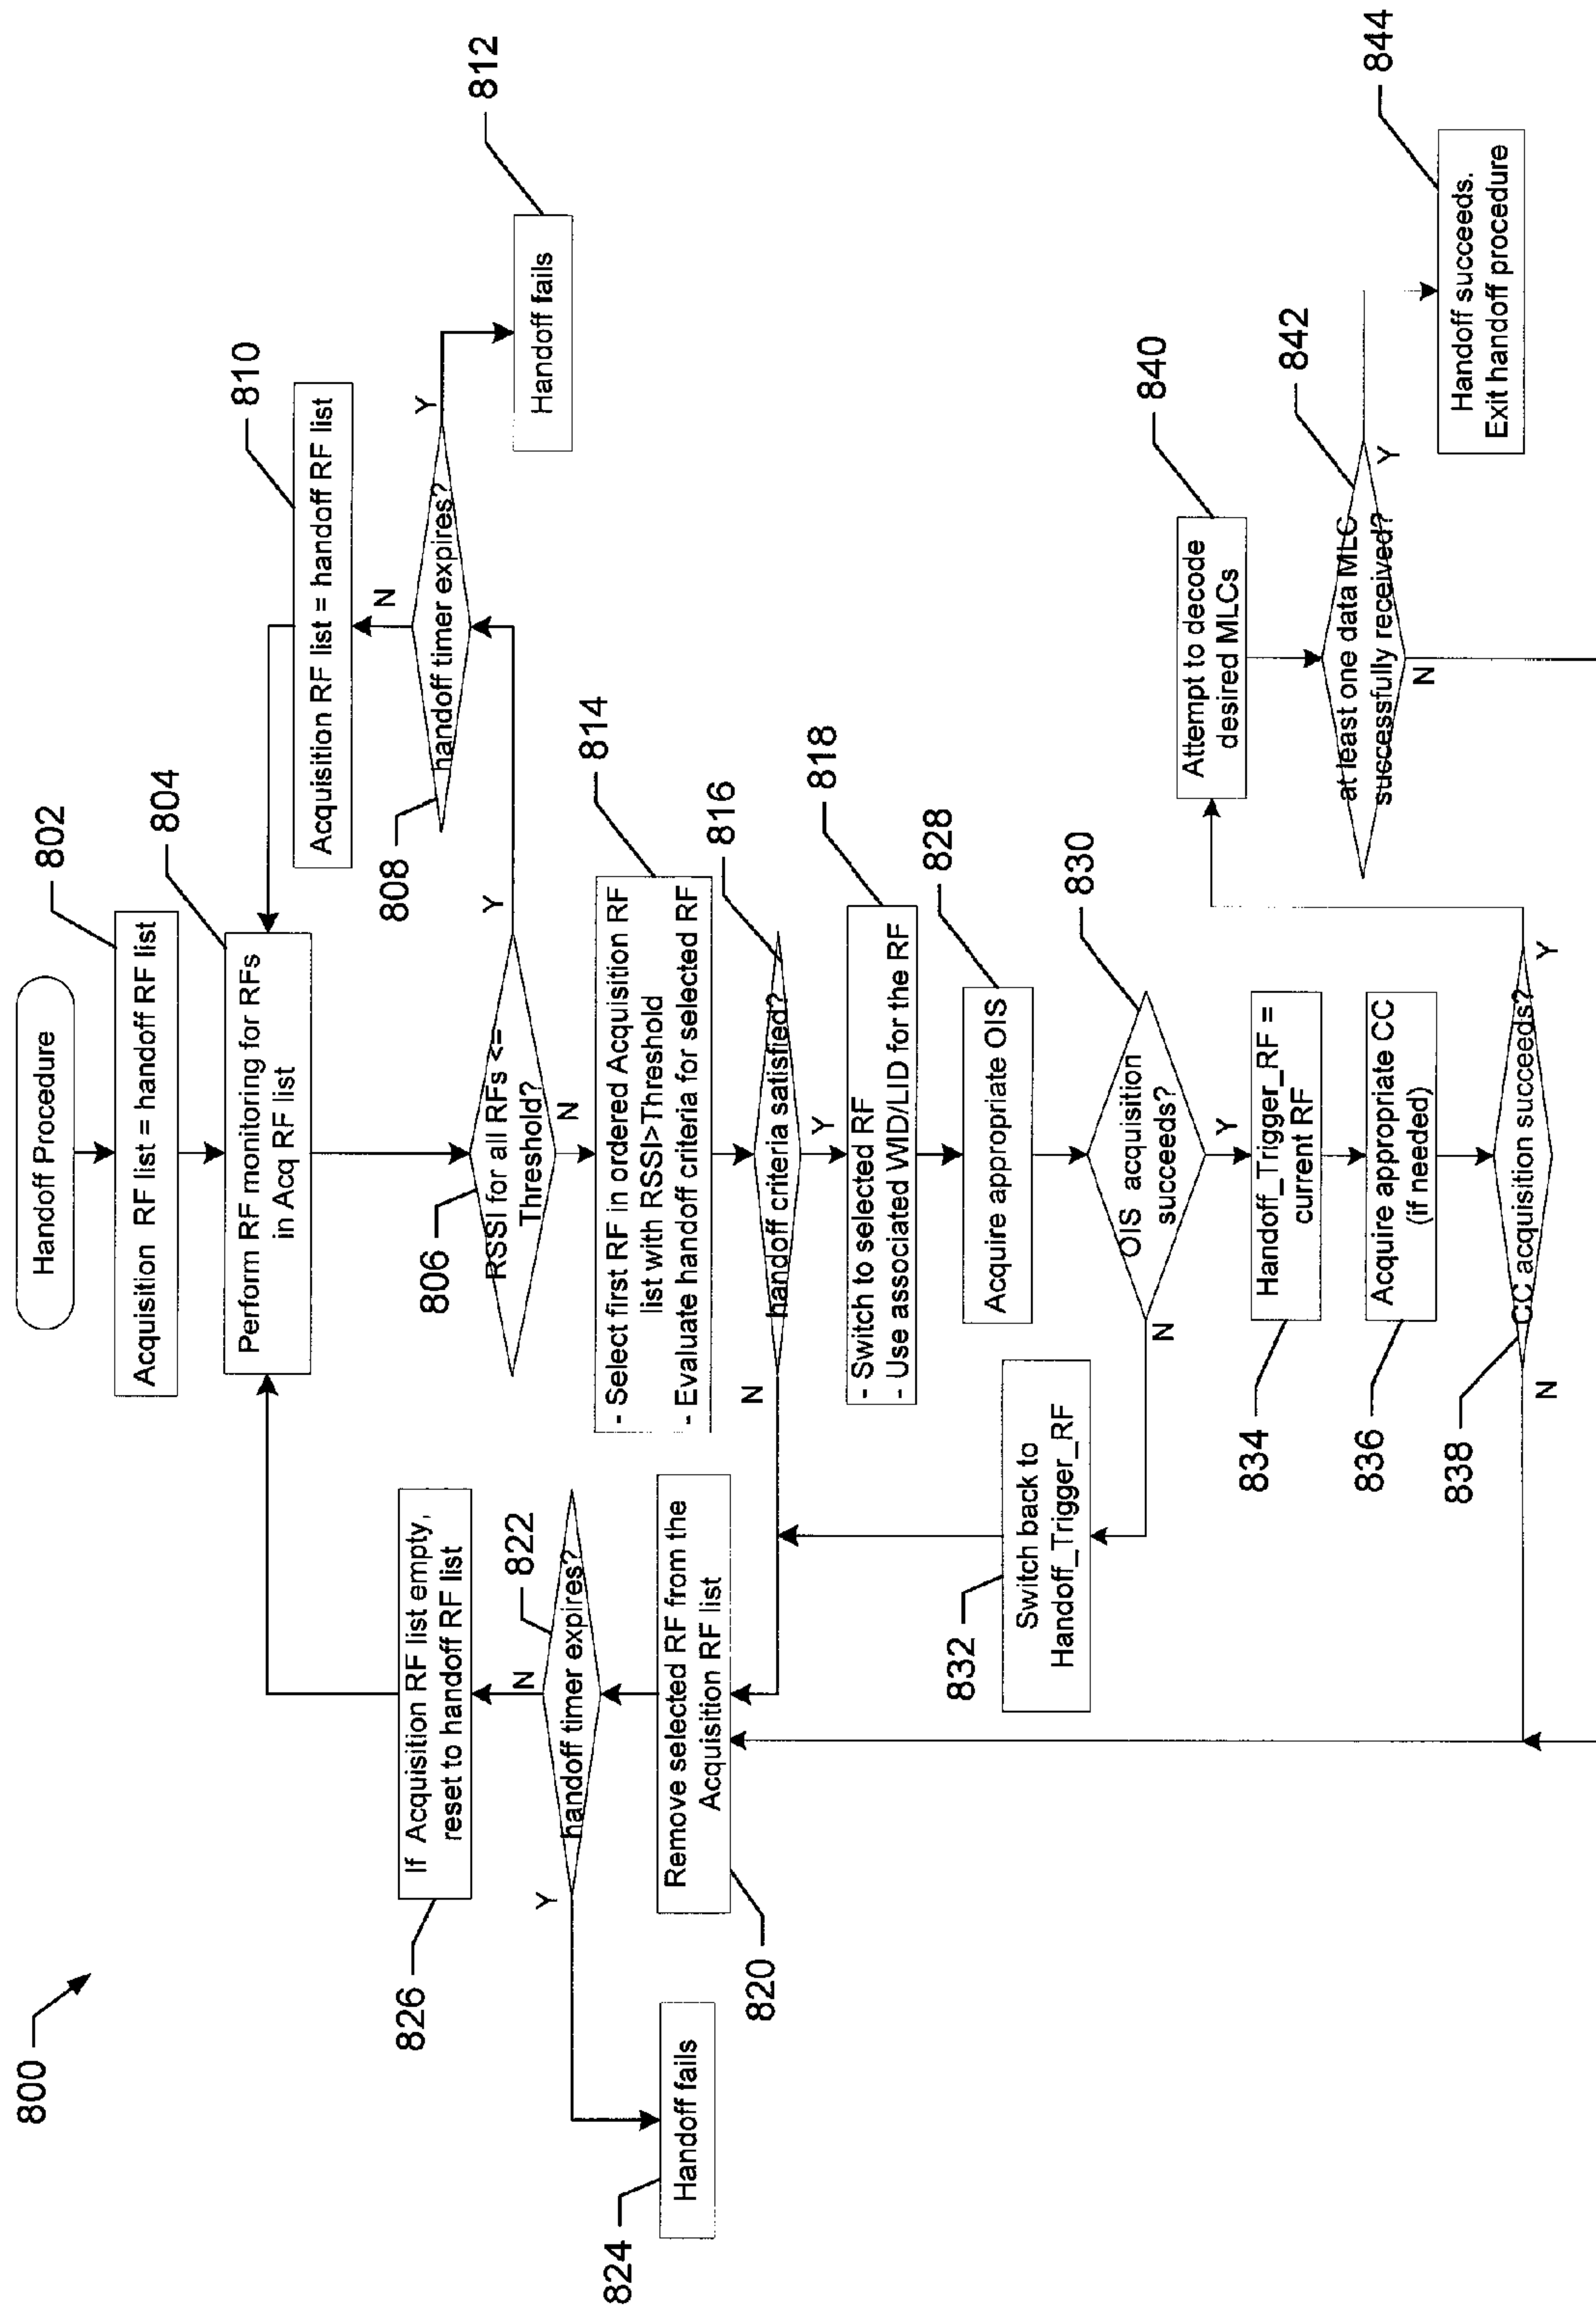 800
Handoff Procedure
802
Acquisition RF list = handoff RF list
804
Perform RF monitoring for RFs
in Acq RF list
806
RSSI for all RFs <=
Threshold?
Y
N
808
handoff timer expires?
Y
N
810
Acquisition RF list = handoff RF list
812
Handoff fails
814
- Select first RF in ordered Acquisition RF
list with RSSI>Threshold
- Evaluate handoff criteria for selected RF
816
handoff criteria satisfied?
N
Y
818
- Switch to selected RF
- Use associated WID/LID for the RF
820
Remove selected RF from the
Acquisition RF list
822
handoff timer expires?
Y
N
824
Handoff fails
826
If Acquisition RF list empty,
reset to handoff RF list
828
Acquire appropriate OIS
830
OIS acquisition
succeeds?
N
Y
832
Switch back to
Handoff_Trigger_RF
834
Handoff_Trigger_RF =
current RF
836
Acquire appropriate CC
(if needed)
838
CC acquisition succeeds?
N
Y
840
Attempt to decode
desired MLCs
842
at least one data MLC
successfully received?
Y
N
844
Handoff succeeds.
Exit handoff procedure